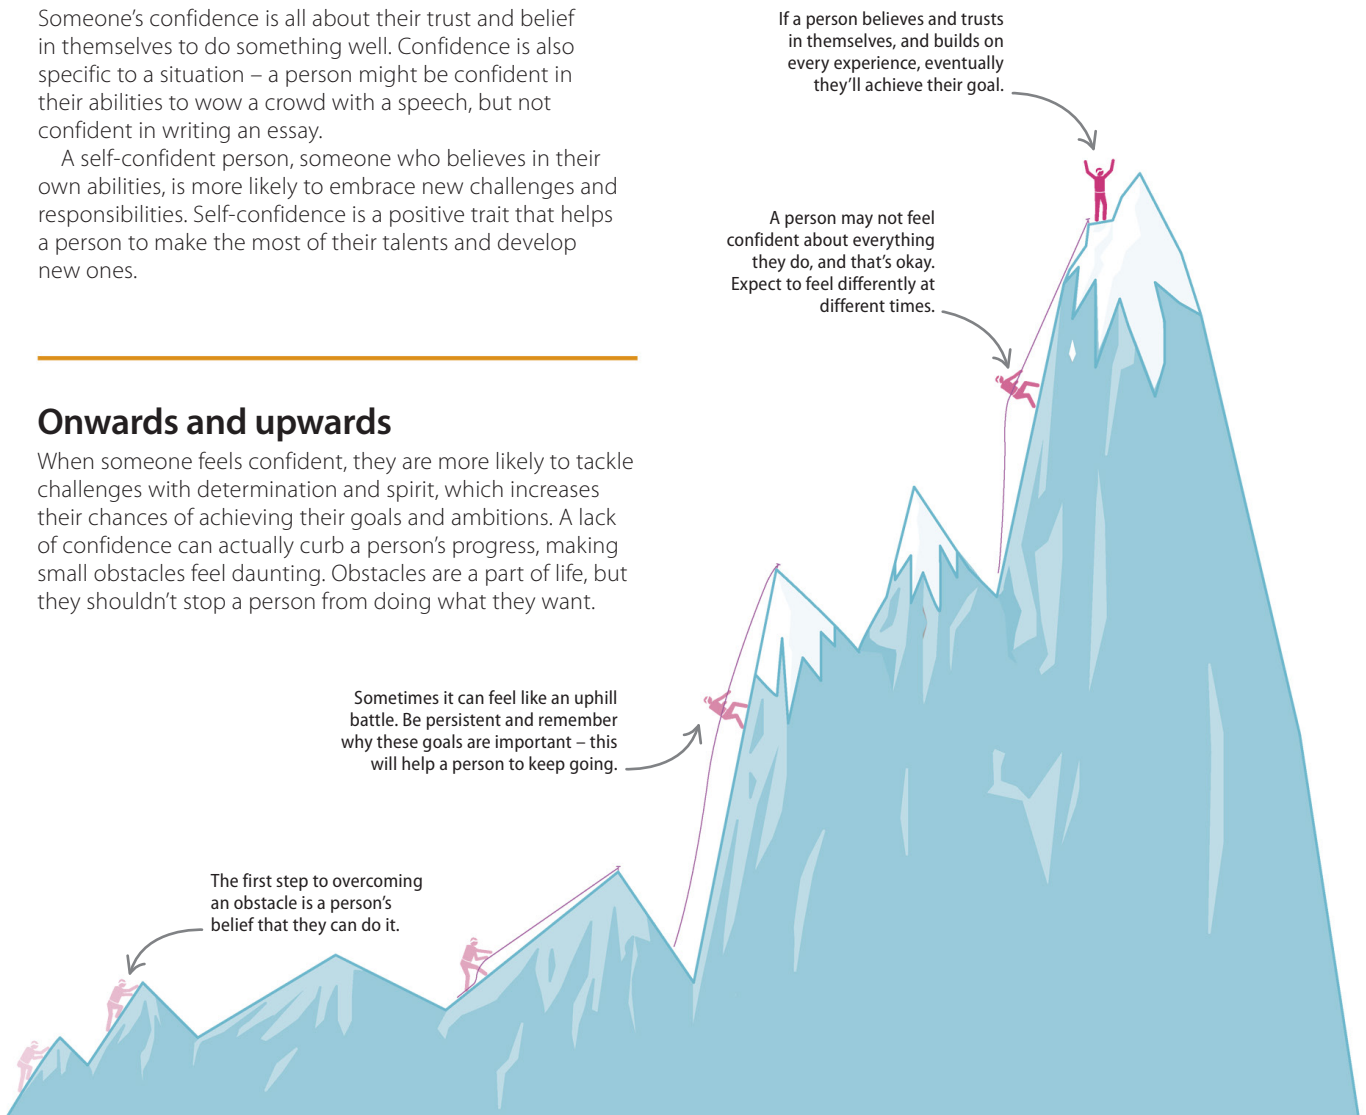 Someone’s confidence is all about their trust and belief
in themselves to do something well. Confidence is also
specific to a situation – a person might be confident in
their abilities to wow a crowd with a speech, but not
confident in writing an essay.
A self-confident person, someone who believes in their
own abilities, is more likely to embrace new challenges and
responsibilities. Self-confidence is a positive trait that helps
a person to make the most of their talents and develop
new ones.
Onwards and upwards
When someone feels confident, they are more likely to tackle
challenges with determination and spirit, which increases
their chances of achieving their goals and ambitions. A lack
of confidence can actually curb a person’s progress, making
small obstacles feel daunting. Obstacles are a part of life, but
they shouldn’t stop a person from doing what they want.
If a person believes and trusts
in themselves, and builds on
every experience, eventually
they’ll achieve their goal.
A person may not feel
confident about everything
they do, and that’s okay.
Expect to feel differently at
different times.
Sometimes it can feel like an uphill
battle. Be persistent and remember
why these goals are important – this
will help a person to keep going.
The first step to overcoming
an obstacle is a person’s
belief that they can do it.